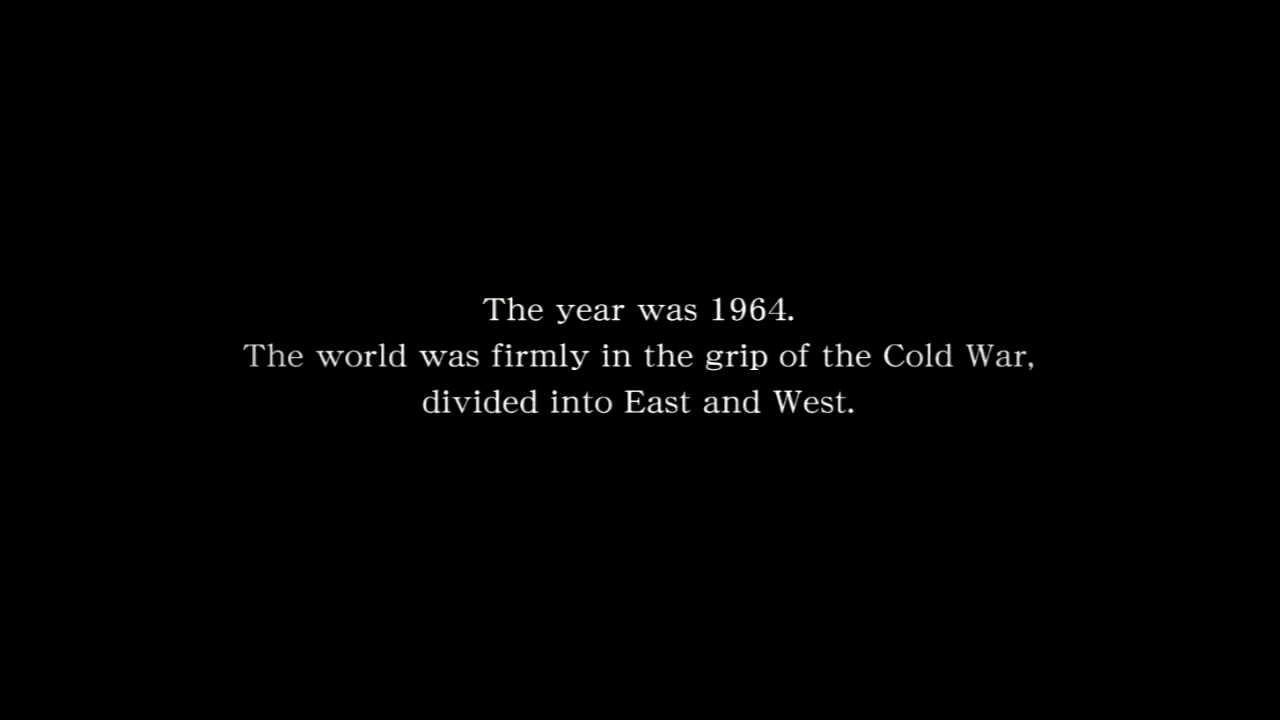 The year was 1964.
The world was firmly in the grip of the Cold War,
divided into East and West.